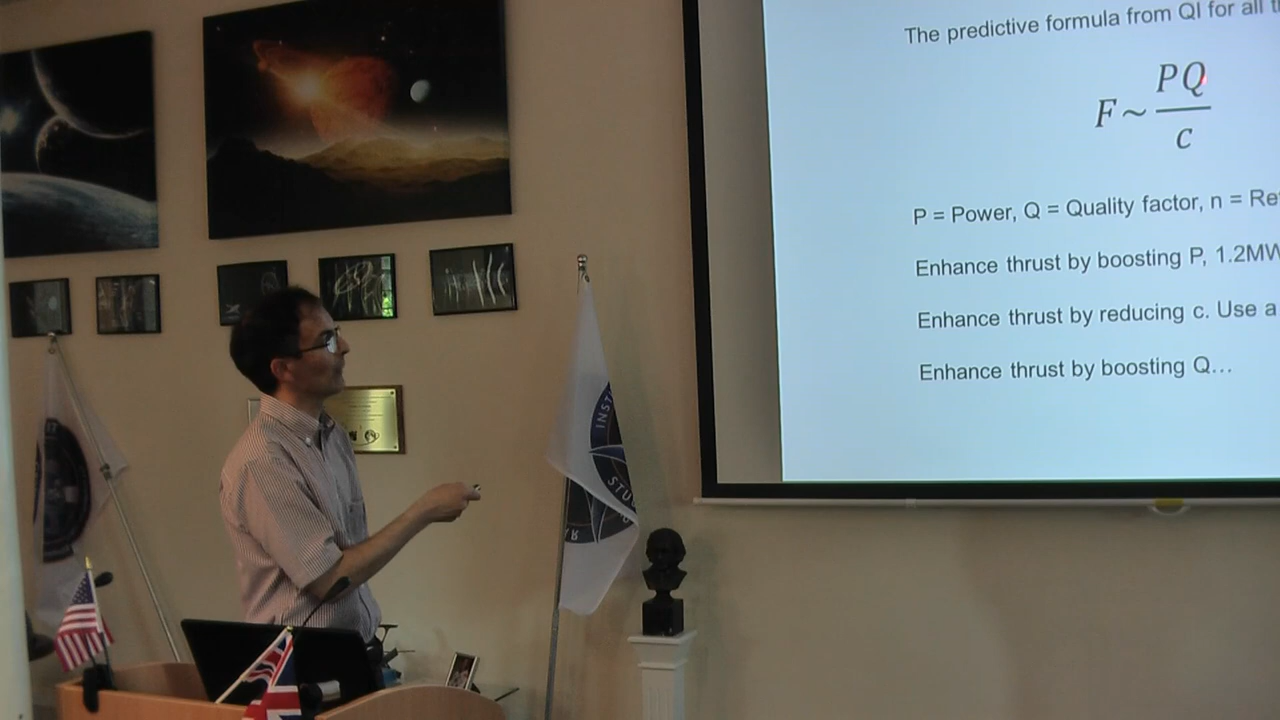 The predictive formula from QI for all
F~ PQ
c
P = Power, Q = Quality factor, n =
Enhance thrust by boosting P, 1.2MW
Enhance thrust by reducing c. Use a
Enhance thrust by boosting Q…